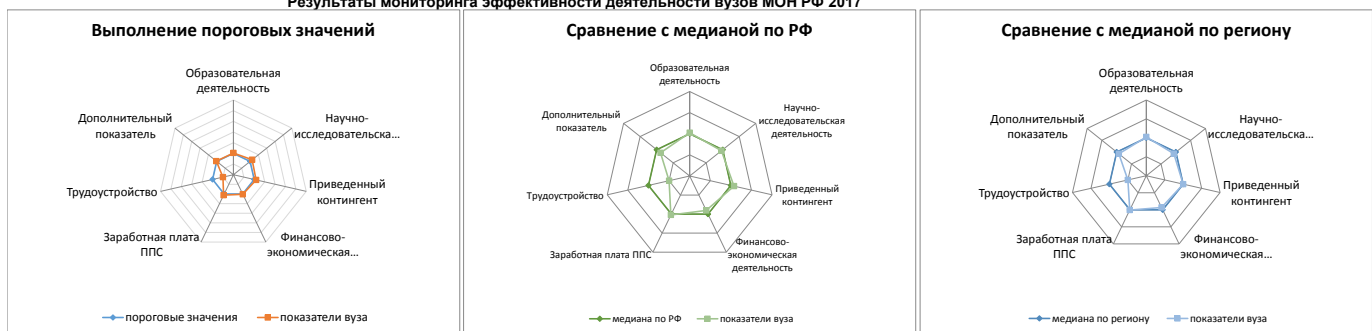 Результаты мониторинга эффективности деятельности вузов МОН РФ 2017
Выполнение пороговых значений
Образовательная
деятельность
Научно-
исследовательска...
Приведенный
контингент
Финансово-
экономическая...
Заработная плата
ППС
Трудоустройство
Дополнительный
показатель
пороговые значения
показатели вуза
Сравнение с медианой по РФ
Образовательная
деятельность
Научно-
исследовательская
деятельность
Приведенный
контингент
Финансово-
экономическая
деятельность
Заработная плата ППС
Трудоустройство
Дополнительный
показатель
медиана по РФ
показатели вуза
Сравнение с медианой по региону
Образовательная
деятельность
Научно-
исследовательска...
Приведенный
контингент
Финансово-
экономическая...
Заработная плата
ППС
Трудоустройство
Дополнительный
показатель
медиана по региону
показатели вуза